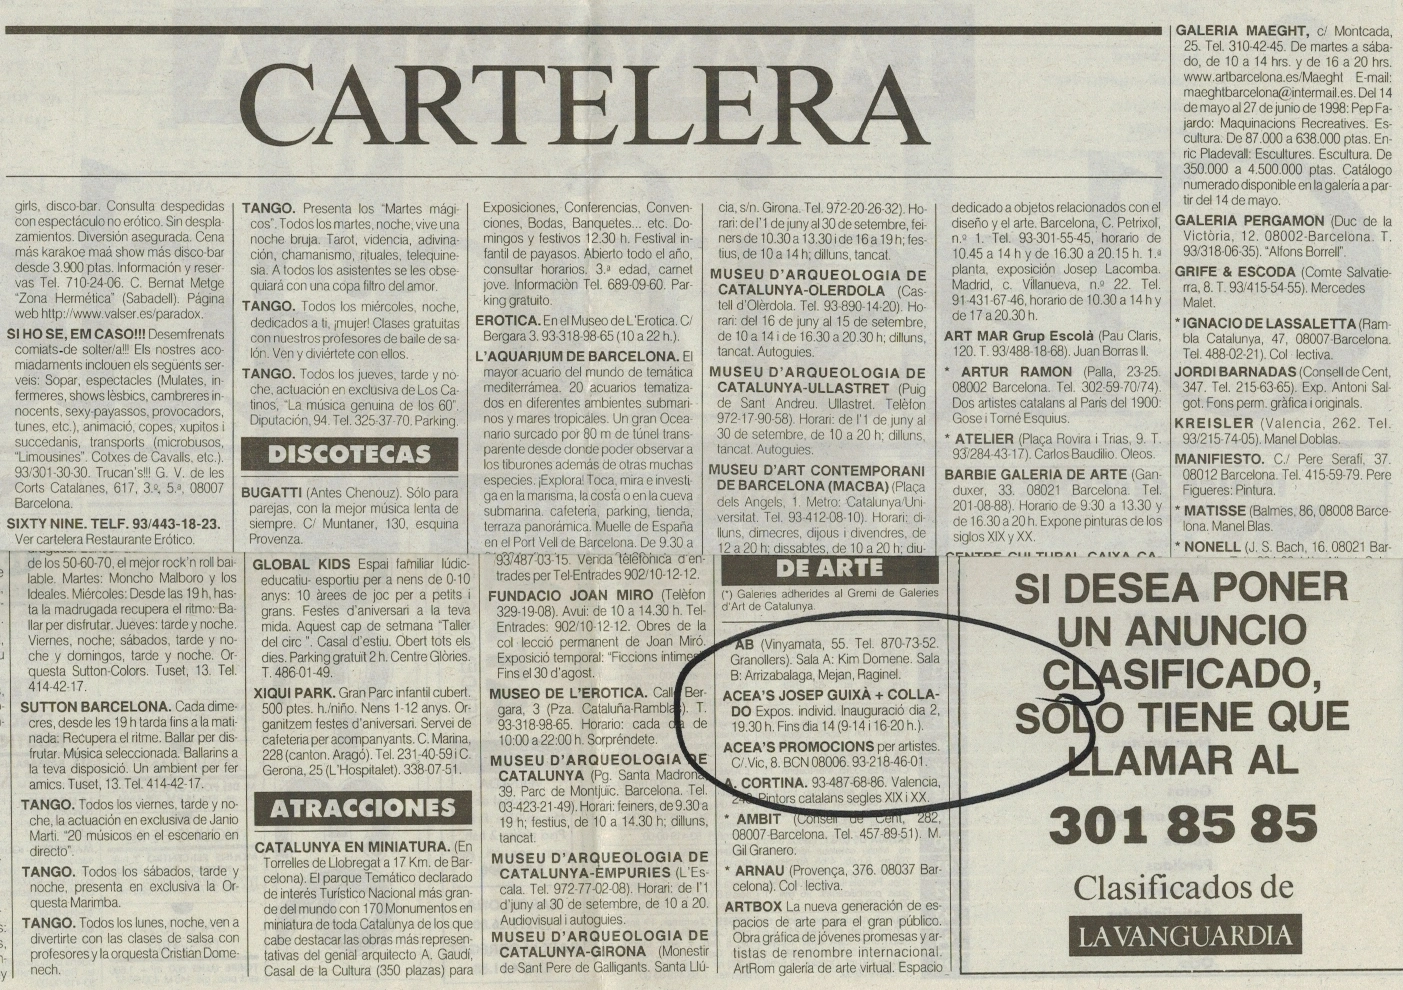 CARTELERA
girls, disco-bar. Consulta despedidas
con espectáculo no erótico. Sin despla-
zamientos. Diversión asegurada. Cena
más karakoe maá show más disco-bar
desde 3.900 ptas. Información y reser-
vas Tel. 710-24-06. C. Bernat Metge
"Zona Hermética" (Sabadell). Página
web http://www.valser.es/paradox.
SI HO SE, EM CASO!!! Desemfrenats
comiats de solter/a!!! Els nostres aco-
miadaments inclouen els següents ser-
veis: Sopar, espectacles (Mulates, in-
fermeres, shows lèsbics, cambreres in-
nocents, sexy-payassos, provocadors,
tunes, etc.), animació, copes, xupitos i
succedanis, transports (microbusos,
"Limousines". Cotxes de Cavalls, etc.).
93/301-30-30. Trucan's!!! G. V. de les
Corts Catalanes, 617, 3.º, 5.ª, 08007
Barcelona.
SIXTY NINE. TELF. 93/443-18-23.
Ver cartelera Restaurante Erótico.
de los 50-60-70, el mejor rock'n roll bai-
lable. Martes: Moncho Malboro y los
Ideales. Miércoles: Desde las 19 h, has-
ta la madrugada recupera el ritmo: Ba-
llar per disfrutar. Jueves: tarde y noche.
Viernes, noche; sábados, tarde y no-
che y domingos, tarde y noche. Or-
questa Sutton-Colors. Tuset, 13. Tel.
414-42-17.
SUTTON BARCELONA. Cada dime-
cres, desde les 19 h tarda fins a la mati-
nada: Recupera el ritme. Ballar per dis-
frutar. Música seleccionada. Ballarins a
la teva disposició. Un ambient per fer
amics. Tuset, 13. Tel. 414-42-17.
TANGO. Todos los viernes, tarde y no-
che, la actuación en exclusiva de Janio
Marti. "20 músicos en el escenario en
directo".
TANGO. Todos los sábados, tarde y
noche, presenta en exclusiva la Or-
questa Marimba.
TANGO. Todos los lunes, noche, ven a
divertirte con las clases de salsa con
profesores y la orquesta Cristian Dome-
nech.
TANGO. Presenta los "Martes mági-
cos". Todos los martes, noche, vive una
noche bruja. Tarot, videncia, adivina-
ción, chamanismo, rituales, telequine-
sia. A todos los asistentes se les obse-
quiará con una copa filtro del amor.
TANGO. Todos los miércoles, noche,
dedicados a ti, ¡mujer! Clases gratuitas
con nuestros profesores de baile de sa-
lón. Ven y diviértete con ellos.
TANGO. Todos los jueves, tarde y no-
che, actuación en exclusiva de Los Ca-
tinos, "La música genuina de los 60".
Diputación, 94. Tel. 325-37-70. Parking.
DISCOTECAS
BUGATTI (Antes Chenouz). Sólo para
parejas, con la mejor música lenta de
siempre. C/ Muntaner, 130, esquina
Provenza.
GLOBAL KIDS Espai familiar lúdic-
educatiu- esportiu per a nens de 0-10
anys: 10 àrees de joc per a petits i
grans. Festes d'aniversari a la teva
mida. Aquest cap de setmana "Taller
del circ ". Casal d'estiu. Obert tots els
dies. Parking gratuit 2 h. Centre Glòries.
T. 486-01-49.
XIQUI PARK. Gran Parc infantil cubert.
500 ptes. h./niño. Nens 1-12 anys. Or-
ganitzem festes d'aniversari. Servei de
cafeteria per acompanyants. C. Marina,
228 (canton. Aragó). Tel. 231-40-59 i C.
Gerona, 25 (L'Hospitalet). 338-07-51.
ATRACCIONES
CATALUNYA EN MINIATURA. (En
Torrelles de Llobregat a 17 Km. de Bar-
celona). El parque Temático declarado
de interés Turístico Nacional más gran-
de del mundo con 170 Monumentos en
miniatura de toda Catalunya de los que
cabe destacar las obras más represen-
tativas del genial arquitecto A. Gaudí,
Casal de la Cultura (350 plazas) para
Exposiciones, Conferencias, Conven-
ciones, Bodas, Banquetes... etc. Do-
mingos y festivos 12.30 h. Festival in-
fantil de payasos. Abierto todo el año,
consultar horarios, 3.ª edad, carnet
jove. Informaciòn Tel. 689-09-60. Par-
king gratuito.
EROTICA. En el Museo de L'Erotica. C/
Bergara 3. 93-318-98-65 (10 a 22 h.).
L'AQUARIUM DE BARCELONA. El
mayor acuario del mundo de temática
mediterránea. 20 acuarios tematiza-
dos en diferentes ambientes submari-
nos y mares tropicales. Un gran Ocea-
nario surcado por 80 m de túnel trans-
parente desde donde poder observar a
los tiburones además de otras muchas
especies. ¡Explora! Toca, mira e investi-
ga en la marisma, la costa o en la cueva
submarina. cafetería, parking, tienda,
terraza panorámica. Muelle de España
en el Port Vell de Barcelona. De 9.30 a
93/487-03-15. Venda telefònica d'en-
trades per Tel-Entrades 902/10-12-12.
FUNDACIO JOAN MIRO (Telèfon
329-19-08). Avui: de 10 a 14.30 h. Tel-
Entrades: 902/10-12-12. Obres de la
col lecció permanent de Joan Miró.
Exposició temporal: "Ficcions intimes".
Fins el 30 d'agost.
MUSEO DE L'EROTICA. Calle Ber-
gara, 3 (Pza. Cataluña-Ramblas). T.
93-318-98-65. Horario: cada día de
10:00 a 22:00 h. Sorpréndete.
MUSEU D'ARQUEOLOGIA DE
CATALUNYA (Pg. Santa Madrona,
39. Parc de Montjuic. Barcelona. Tel.
03-423-21-49). Horari: feiners, de 9.30 a
19 h; festius, de 10 a 14.30 h; dilluns,
tancat.
MUSEU D'ARQUEOLOGIA DE
CATALUNYA-EMPURIES (L'Es-
cala. Tel. 972-77-02-08). Horari: de l'1
d'juny al 30 de setembre, de 10 a 20.
Audiovisual i autoguies.
MUSEU D'ARQUEOLOGIA DE
CATALUNYA-GIRONA (Monestir
de Sant Pere de Galligants. Santa Llú-
cia, s/n. Girona. Tel. 972-20-26-32). Ho-
rari: de l'1 juny al 30 de setembre, fei-
ners de 10.30 a 13.30 i de 16 a 19 h; fes-
tius, de 10 a 14 h; dilluns, tancat.
MUSEU D'ARQUEOLOGIA DE
CATALUNYA-OLERDOLA (Cas-
tell d'Olèrdola. Tel. 93-890-14-20). Ho-
rari: del 16 de juny al 15 de setembre,
de 10 a 14 i de 16.30 a 20.30 h; dilluns,
tancat. Autoguies.
MUSEU D'ARQUEOLOGIA DE
CATALUNYA-ULLASTRET (Puig
de Sant Andreu. Ullastret. Telèfon
972-17-90-58). Horari: de l'1 de juny al
30 de setembre, de 10 a 20 h; dilluns,
tancat. Autoguies.
MUSEU D'ART CONTEMPORANI
DE BARCELONA (MACBA) (Plaça
dels Angels, 1. Metro: Catalunya/Uni-
versitat. Tel. 93-412-08-10). Horari: di-
lluns, dimecres, dijous i divendres, de
12 a 20 h; dissabtes, de 10 a 20 h; diu-
DE ARTE
(*) Galeries adherides al Gremi de Galeries
d'Art de Catalunya.
* AB (Vinyamata, 55. Tel. 870-73-52.
Granollers). Sala A: Kim Domene. Sala
B: Arrizabalaga, Mejan, Raginel.
ACEA'S JOSEP GUIXÀ + COLLA-
DO Expos. individ. Inauguració dia 2,
19.30 h. Fins dia 14 (9-14 i 16-20 h.).
ACEA'S PROMOCIONS per artistes.
C/.Vic, 8. BCN 08006. 93-218-46-01.
A. CORTINA. 93-487-68-86. Valencia,
248. Pintors catalans segles XIX i XX.
* AMBIT (Consell de Cent, 282,
08007-Barcelona. Tel. 457-89-51). M.
Gil Granero.
* ARNAU (Provença, 376. 08037 Bar-
celona). Col lectiva.
ARTBOX La nueva generación de es-
pacios de arte para el gran público.
Obra gráfica de jóvenes promesas y ar-
tistas de renombre internacional.
ArtRom galería de arte virtual. Espacio
dedicado a objetos relacionados con el
diseño y el arte. Barcelona, C. Petrixol,
n.º 1. Tel. 93-301-55-45, horario de
10.45 a 14 h y de 16.30 a 20.15 h. 1.ª
planta, exposición Josep Lacomba.
Madrid, c. Villanueva, n.º 22. Tel.
91-431-67-46, horario de 10.30 a 14 h y
de 17 a 20.30 h.
ART MAR Grup Escolà (Pau Claris,
120. T. 93/488-18-68). Juan Borras II.
* ARTUR RAMON (Palla, 23-25.
08002 Barcelona. Tel. 302-59-70/74).
Dos artistes catalans al París del 1900:
Gose i Torné Esquius.
* ATELIER (Plaça Rovira i Trias, 9. T.
93/284-43-17). Carlos Baudilio. Oleos.
BARBIE GALERIA DE ARTE (Gan-
duxer, 33. 08021 Barcelona. Tel.
201-08-88). Horario de 9.30 a 13.30 y
de 16.30 a 20 h. Expone pinturas de los
siglos XIX y XX.
CENTRE CULTURAL CAIXA CA-
GALERIA MAEGHT, c/ Montcada,
25. Tel. 310-42-45. De martes a sába-
do, de 10 a 14 hrs. y de 16 a 20 hrs.
www.artbarcelona.es/Maeght E-mail:
maeghtbarcelona@intermail.es. Del 14
de mayo al 27 de junio de 1998: Pep Fa-
jardo: Maquinacions Recreatives. Es-
cultura. De 87.000 a 638.000 ptas. En-
ric Pladevall: Escultures. Escultura. De
350.000 a 4.500.000 ptas. Catálogo
numerado disponible en la galería a par-
tir del 14 de mayo.
GALERIA PERGAMON (Duc de la
Victòria, 12. 08002-Barcelona. T.
93/318-06-35). "Alfons Borrell".
GRIFE & ESCODA (Comte Salvatie-
rra, 8. T. 93/415-54-55). Mercedes
Malet.
* IGNACIO DE LASSALETTA (Ram-
bla Catalunya, 47, 08007-Barcelona.
Tel. 488-02-21). Col lectiva.
JORDI BARNADAS (Consell de Cent,
347. Tel. 215-63-65). Exp. Antoni Sal-
got. Fons perm. gràfica i originals.
KREISLER (Valencia, 262. Tel.
93/215-74-05). Manel Doblas.
MANIFIESTO. C./ Pere Serafí, 37.
08012 Barcelona. Tel. 415-59-79. Pere
Figueres: Pintura.
* MATISSE (Balmes, 86, 08008 Barce-
lona. Manel Blas.
* NONELL (J. S. Bach, 16. 08021 Bar-
SI DESEA PONER
UN ANUNCIO
CLASIFICADO,
SÓLO TIENE QUE
LLAMAR AL
301 85 85
Clasificados de
LA VANGUARDIA